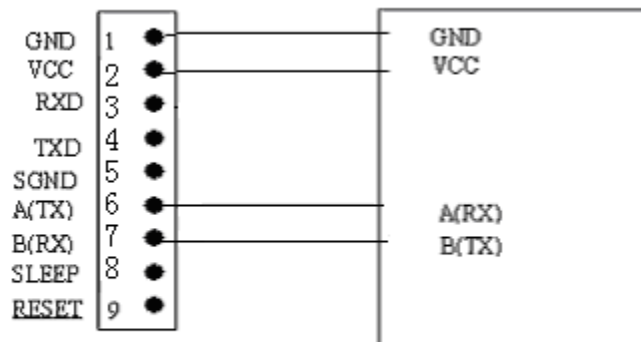 GND 1 GND
VCC 2 VCC
RXD 3
TXD 4
SGND 5
A(TX) 6 A(RX)
B(RX) 7 B(TX)
SLEEP 8
RESET 9